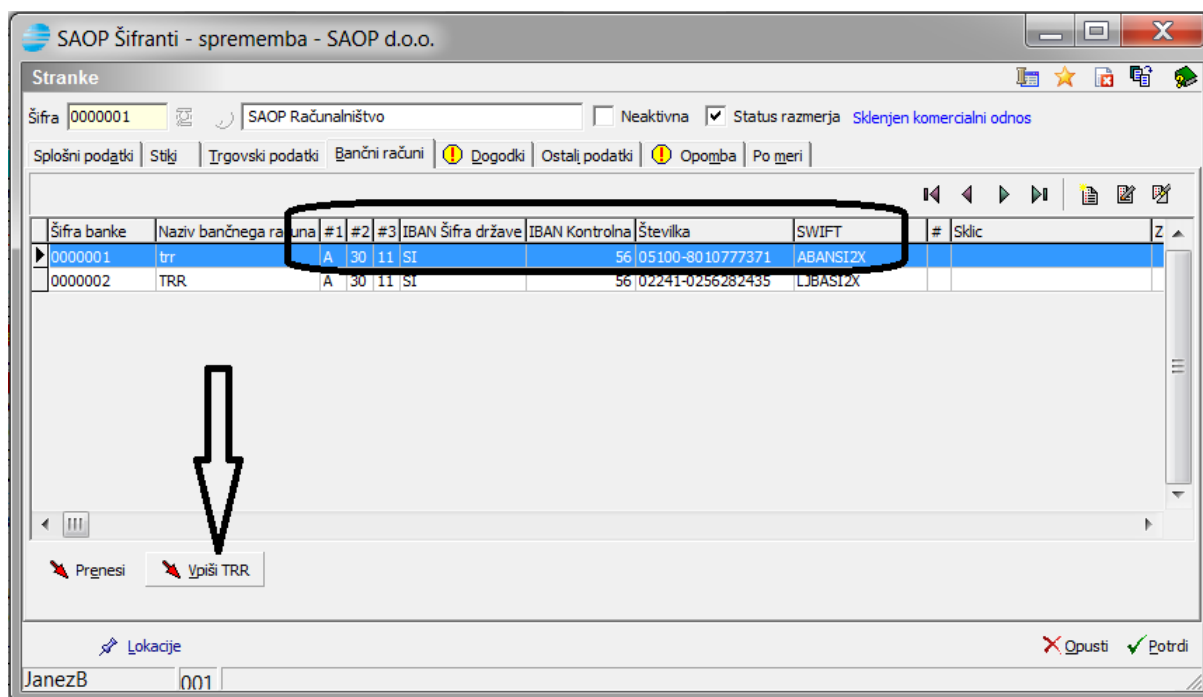 SAOP Šifranti - sprememba - SAOP d.o.o.
Stranke
Šifra 0000001 SAOP Računalništvo Neaktivna Status razmerja Sklenjen komercialni odnos
Splošni podatki Stiki Trgovski podatki Bančni računi Dogodki Ostali podatki Opomba Po meri
Šifra banke Naziv bančnega računa #1 #2 #3 IBAN Šifra države IBAN Kontrolna Številka SWIFT # Sklic Z
0000001 trr A 30 11 SI 56 05100-8010777371 ABANSI2X
0000002 TRR A 30 11 SI 56 02241-0256282435 LJBASI2X
Prenesi Vpiši TRR
Lokacije Opusti Potrdi
JanezB 001